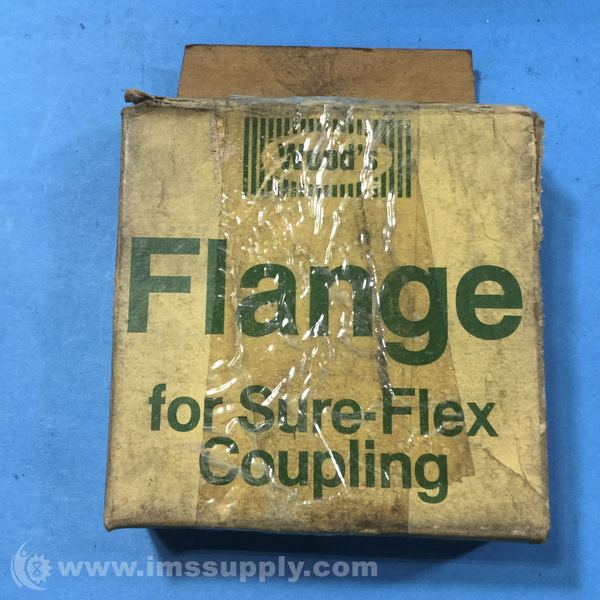 Wood's
Flange
for Sure-Flex®
Coupling
www.imssupply.com